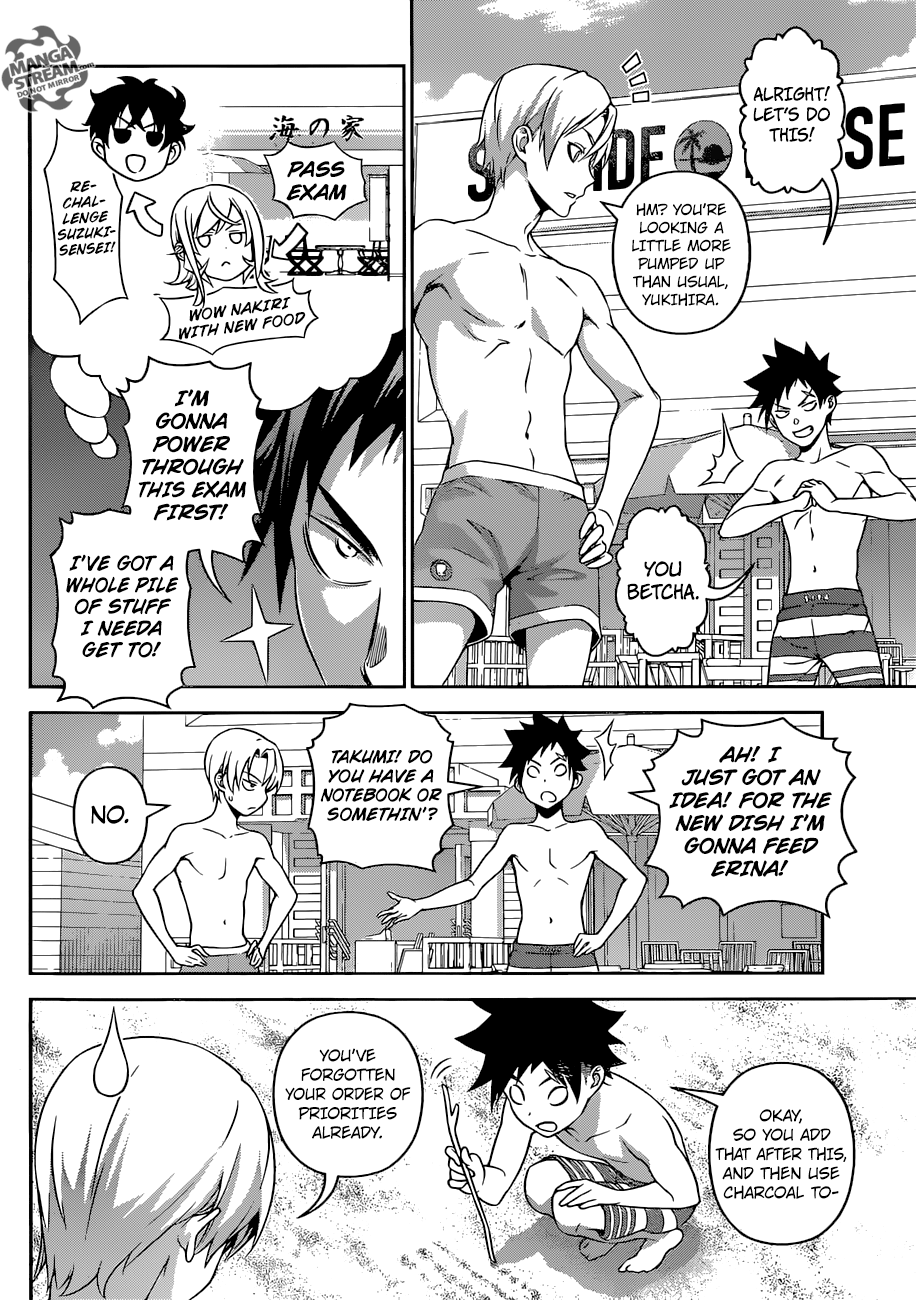 ALRIGHT!
LET'S DO
THIS!
HM? YOU'RE
LOOKING A
LITTLE MORE
PUMPED UP
THAN USUAL,
YUKIHIRA.
YOU
BETCHA.
MANGA
STREAM.com
DO NOT MIRROR
海の家
PASS
EXAM
WOW NAKIRI
WITH NEW FOOD
RE-
CHAL-
LENGE
SUZUKI-
SENSEI!
I'M
GONNA
POWER
THROUGH
THIS EXAM
FIRST!
I'VE GOT A
WHOLE PILE
OF STUFF
I NEEDA
GET TO!
AH! I
JUST GOT AN
IDEA! FOR THE
NEW DISH I'M
GONNA FEED
ERINA!
TAKUMI! DO
YOU HAVE A
NOTEBOOK OR
SOMETHIN'?
NO.
OKAY,
SO YOU ADD
THAT AFTER THIS,
AND THEN USE
CHARCOAL TO-
YOU'VE
FORGOTTEN
YOUR ORDER OF
PRIORITIES
ALREADY.